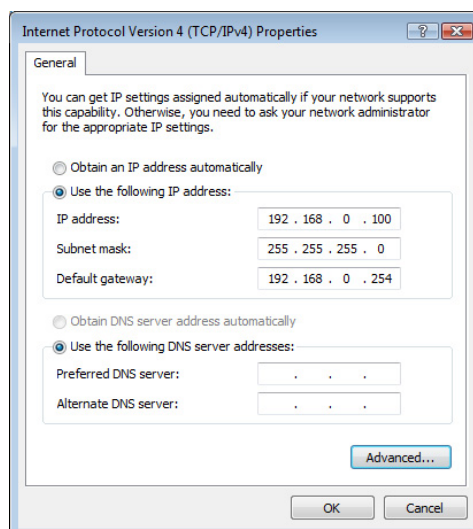 Internet Protocol Version 4 (TCP/IPv4) Properties
General
You can get IP settings assigned automatically if your network supports
this capability. Otherwise, you need to ask your network administrator
for the appropriate IP settings.
Obtain an IP address automatically
Use the following IP address:
IP address: 192 . 168 . 0 . 100
Subnet mask: 255 . 255 . 255 . 0
Default gateway: 192 . 168 . 0 . 254
Obtain DNS server address automatically
Use the following DNS server addresses:
Preferred DNS server: . . .
Alternate DNS server: . . .
Advanced...
OK Cancel